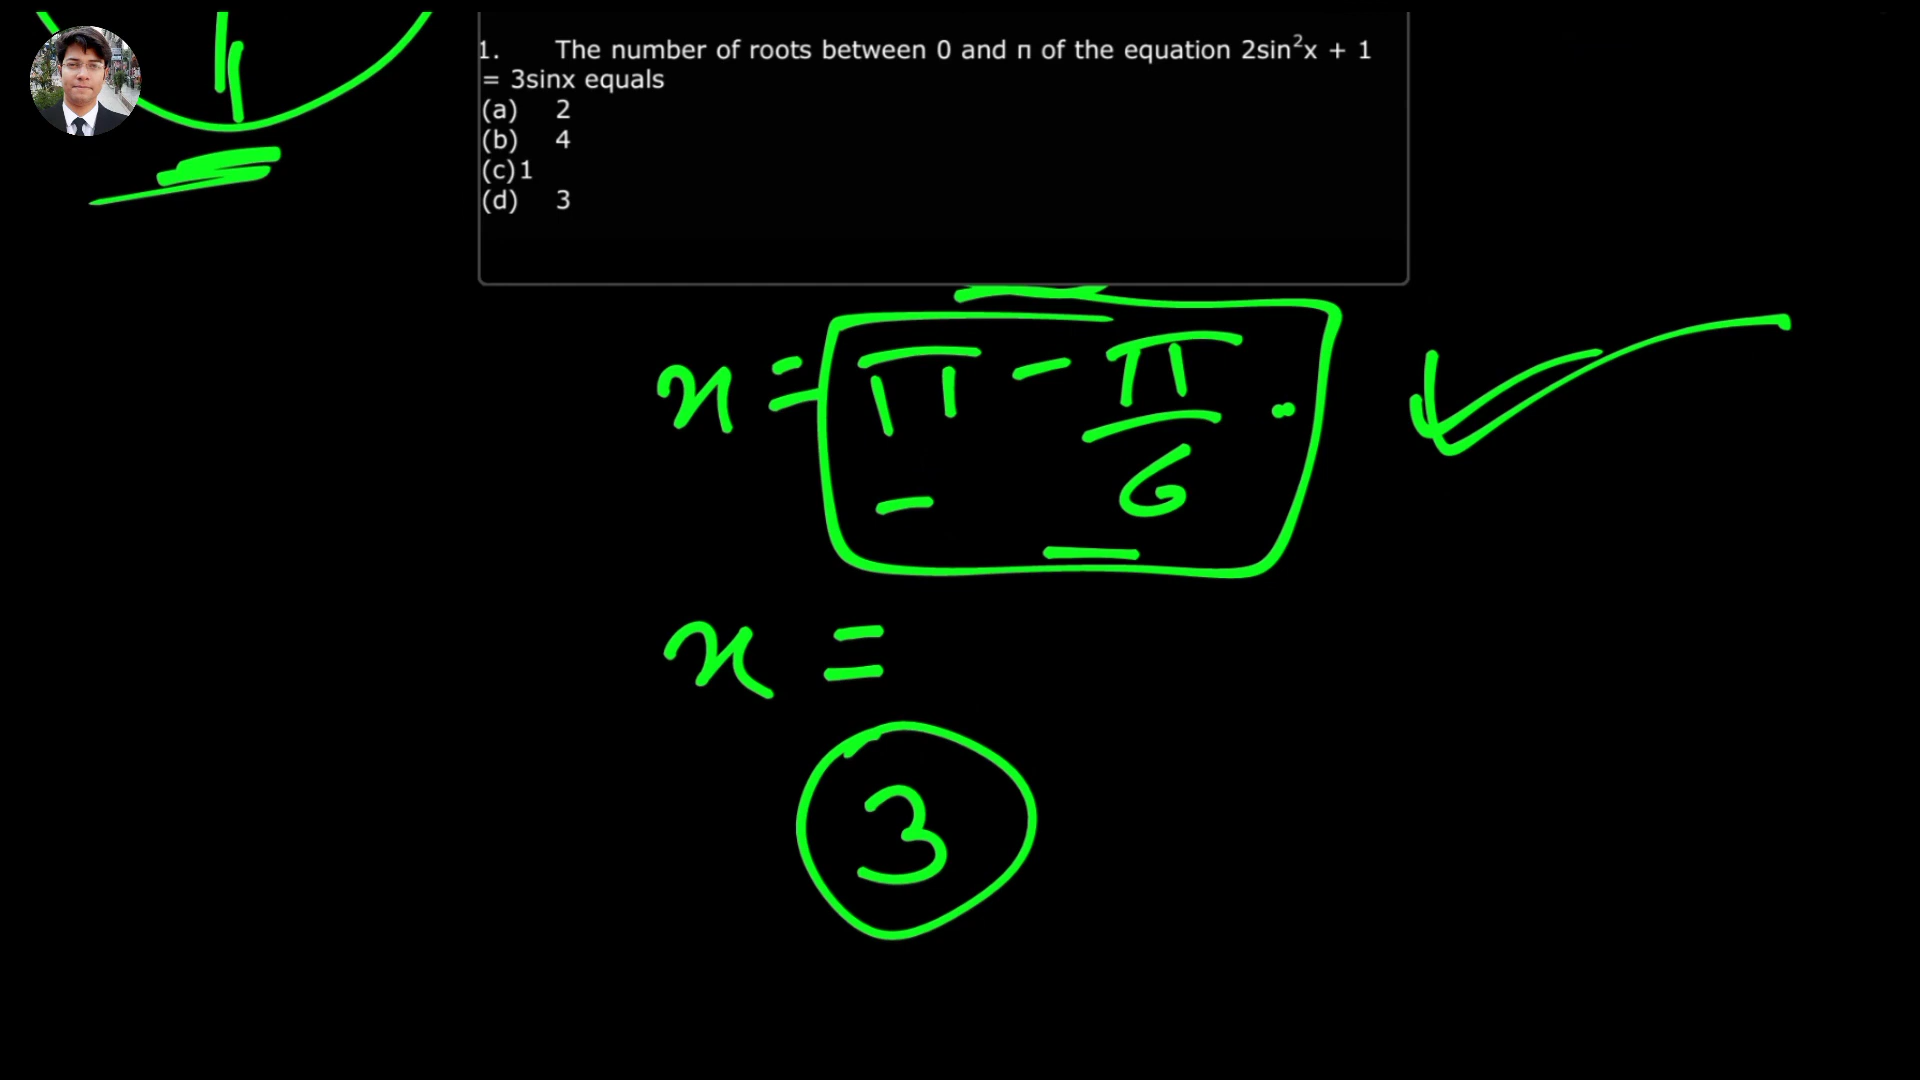 1. The number of roots between 0 and π of the equation 2sin²x + 1
= 3sinx equals
(a) 2
(b) 4
(c) 1
(d) 3
x = π - π/6
x =
3